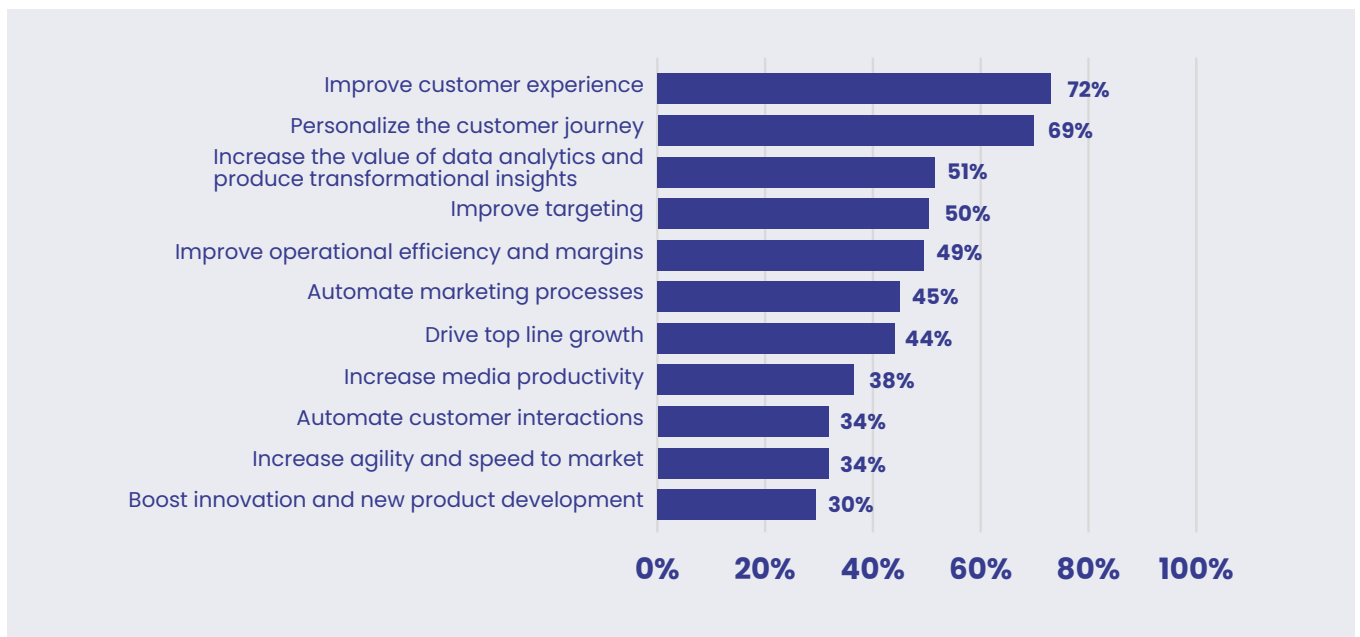 Improve customer experience 72%
Personalize the customer journey 69%
Increase the value of data analytics and
produce transformational insights 51%
Improve targeting 50%
Improve operational efficiency and margins 49%
Automate marketing processes 45%
Drive top line growth 44%
Increase media productivity 38%
Automate customer interactions 34%
Increase agility and speed to market 34%
Boost innovation and new product development 30%
0% 20% 40% 60% 80% 100%